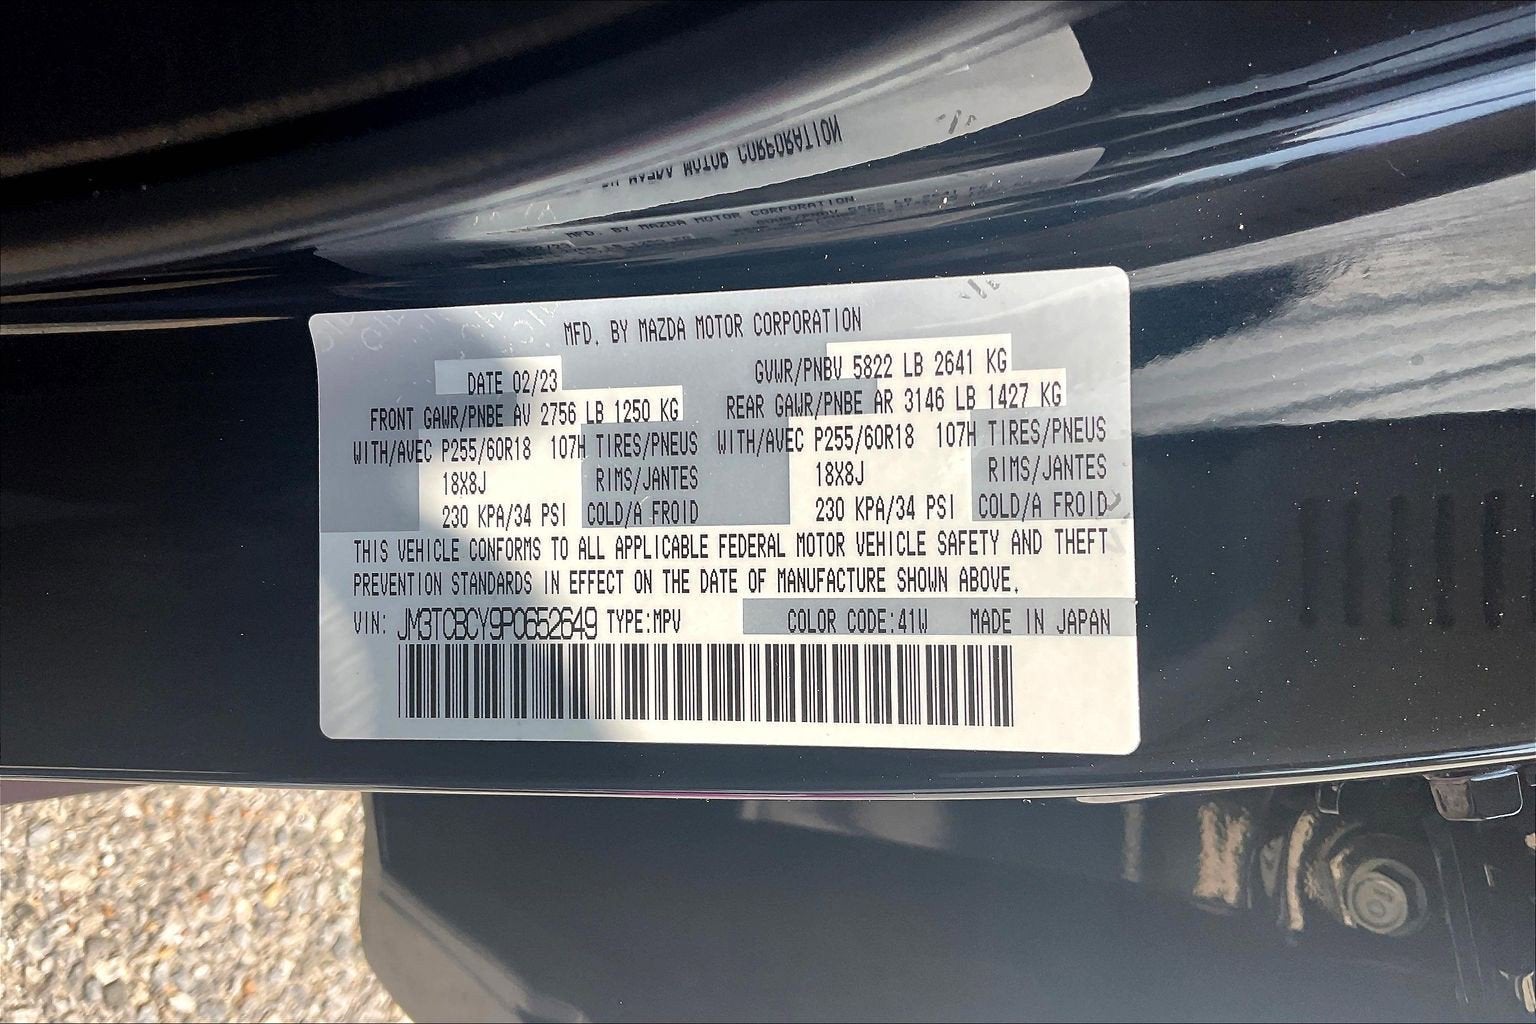 MFD. BY MAZDA MOTOR CORPORATION
DATE 02/23 GVWR/PNBV 5822 LB 2641 KG
FRONT GAWR/PNBE AV 2756 LB 1250 KG REAR GAWR/PNBE AR 3146 LB 1427 KG
WITH/AVEC P255/60R18 107H TIRES/PNEUS WITH/AVEC P255/60R18 107H TIRES/PNEUS
18X8J RIMS/JANTES 18X8J RIMS/JANTES
230 KPA/34 PSI COLD/A FROID 230 KPA/34 PSI COLD/A FROID
THIS VEHICLE CONFORMS TO ALL APPLICABLE FEDERAL MOTOR VEHICLE SAFETY AND THEFT
PREVENTION STANDARDS IN EFFECT ON THE DATE OF MANUFACTURE SHOWN ABOVE.
VIN: JM3TCBCY9P0652649 TYPE:MPV COLOR CODE:41W MADE IN JAPAN